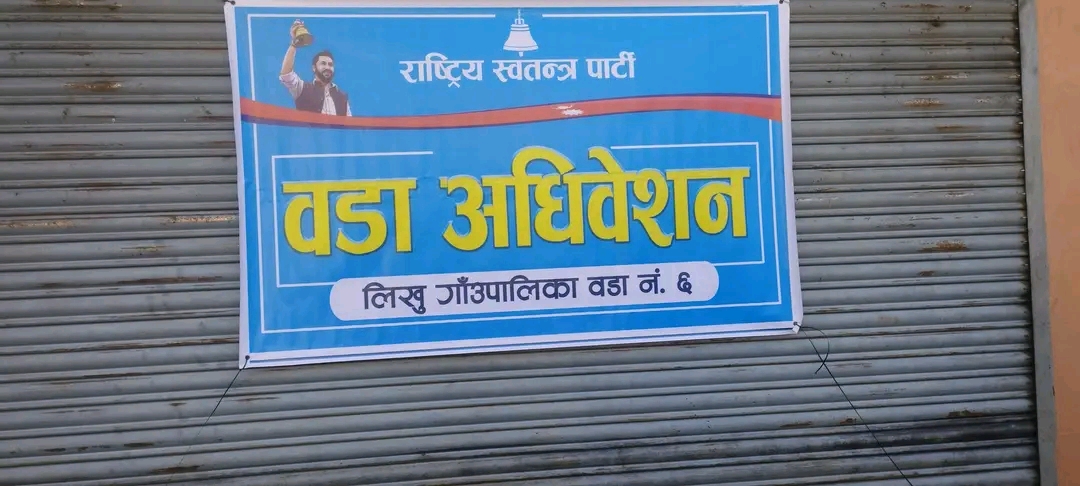 राष्ट्रिय स्वतन्त्र पार्टी
वडा अधिवेशन
लिखु गाँउपालिका वडा नं. ६